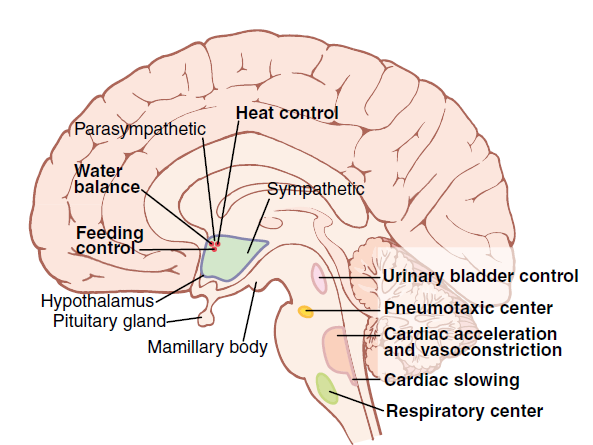 Heat control
Parasympathetic
Water
balance
Sympathetic
Feeding
control
Hypothalamus
Pituitary gland
Mamillary body
Urinary bladder control
Pneumotaxic center
Cardiac acceleration
and vasoconstriction
Cardiac slowing
Respiratory center